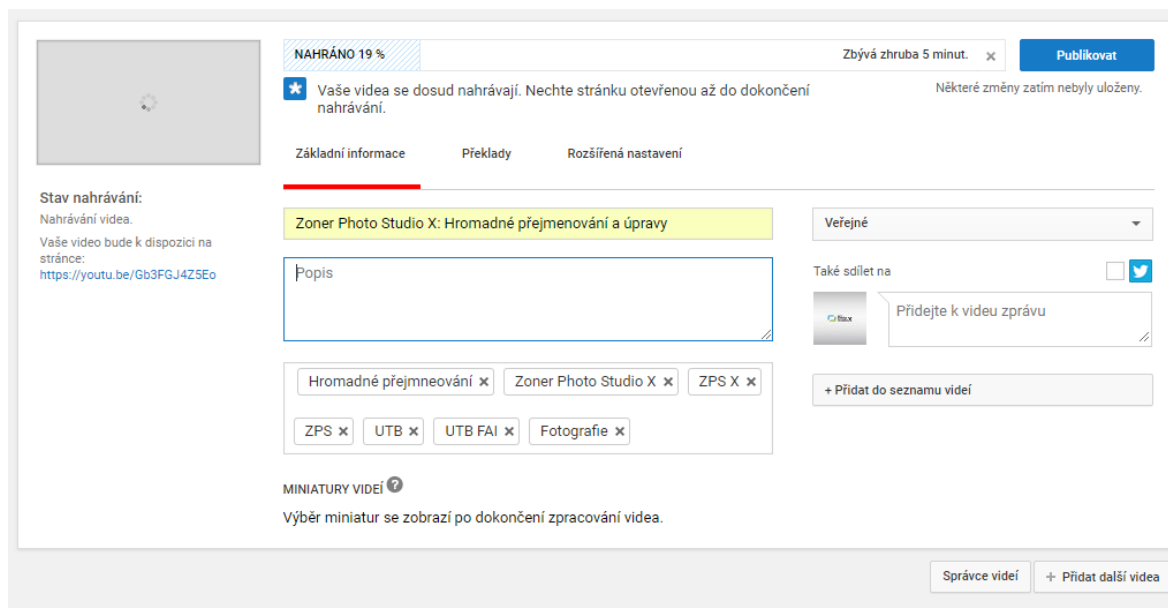 NAHRÁNO 19 %
Zbývá zhruba 5 minut.
Publikovat
Vaše videa se dosud nahrávají. Nechte stránku otevřenou až do dokončení
nahrávání.
Některé změny zatím nebyly uloženy.
Základní informace
Překlady
Rozšířená nastavení
Stav nahrávání:
Nahrávání videa.
Vaše video bude k dispozici na
stránce:
https://youtu.be/Gb3FGJ4Z5Eo
Zoner Photo Studio X: Hromadné přejmenování a úpravy
Popis
Hromadné přejmneování
Zoner Photo Studio X
ZPS X
ZPS
UTB
UTB FAI
Fotografie
MINIATURY VIDEÍ
Výběr miniatur se zobrazí po dokončení zpracování videa.
Veřejné
Také sdílet na
Přidejte k videu zprávu
+ Přidat do seznamu videí
Správce videí
+ Přidat další videa